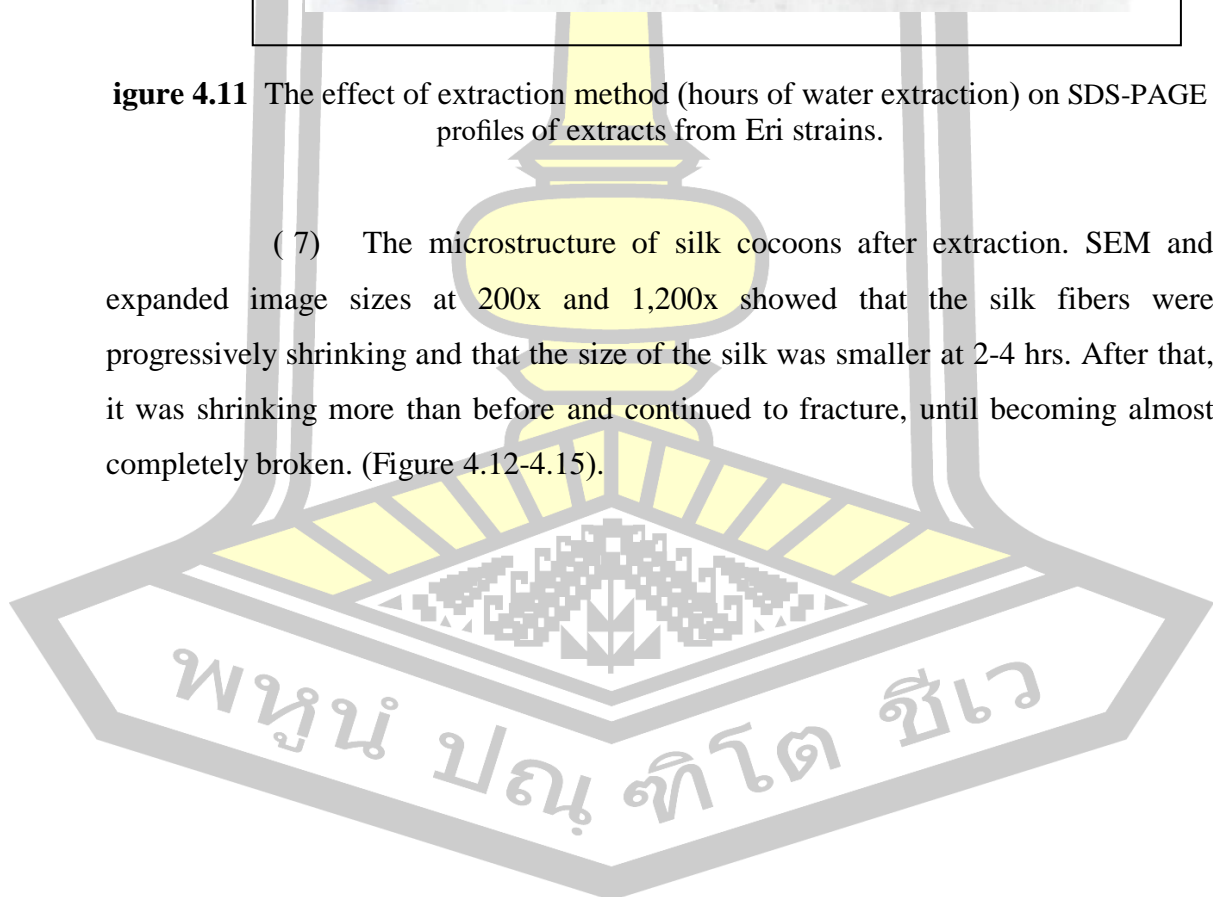 igure 4.11 The effect of extraction method (hours of water extraction) on SDS-PAGE
profiles of extracts from Eri strains.
( 7) The microstructure of silk cocoons after extraction. SEM and
expanded image sizes at 200x and 1,200x showed that the silk fibers were
progressively shrinking and that the size of the silk was smaller at 2-4 hrs. After that,
it was shrinking more than before and continued to fracture, until becoming almost
completely broken. (Figure 4.12-4.15).
พหูนํ ปณฺฑิโต ชีเว